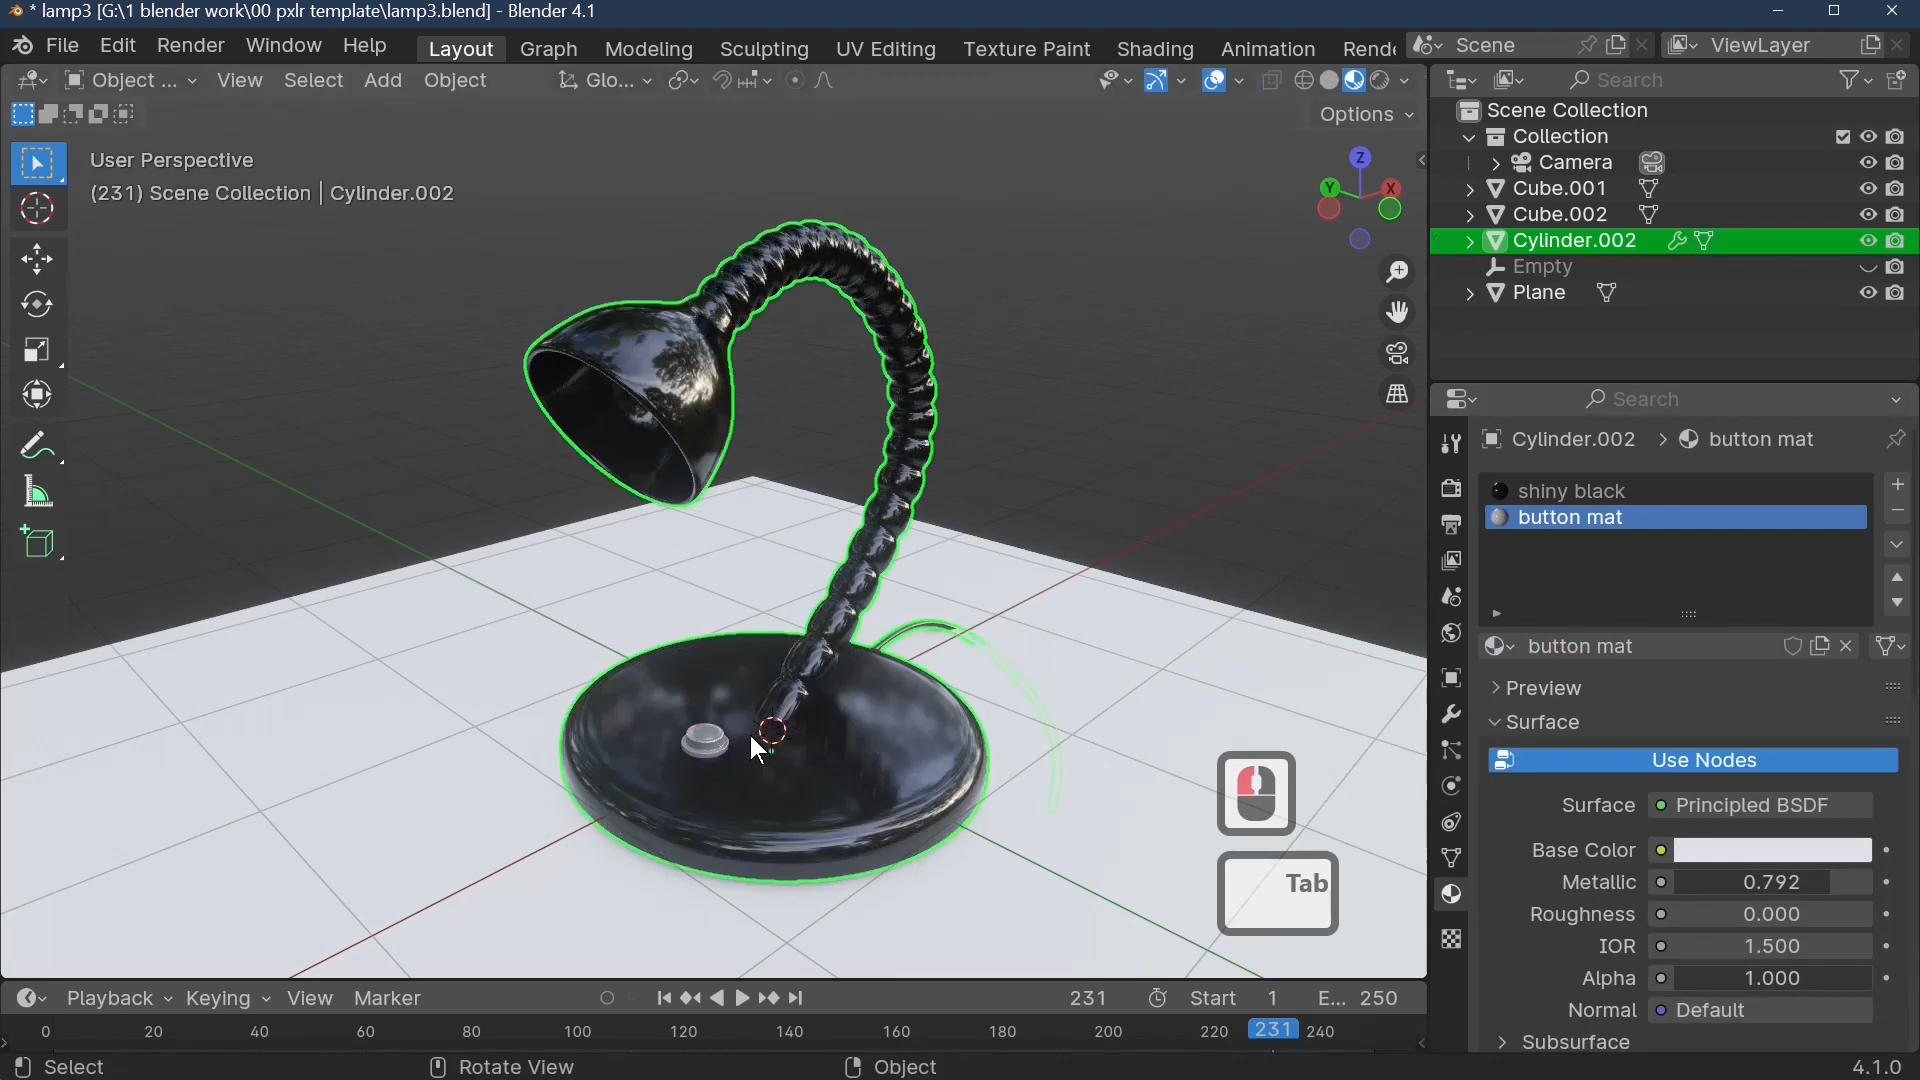 * lamp3 [G:\1 blender work\00 pxlr template\lamp3.blend] - Blender 4.1
File Edit Render Window Help Layout Graph Modeling Sculpting UV Editing Texture Paint Shading Animation Rende Scene ViewLayer
Object ... View Select Add Object Glo... Search
Options
User Perspective
(231) Scene Collection | Cylinder.002
Z
Y X
Scene Collection
Collection
Camera
Cube.001
Cube.002
Cylinder.002
Empty
Plane
Search
Cylinder.002 > button mat
shiny black
button mat
button mat
Preview
Surface
Use Nodes
Surface Principled BSDF
Base Color
Metallic 0.792
Roughness 0.000
IOR 1.500
Alpha 1.000
Normal Default
Subsurface
Tab
Playback Keying View Marker 231 Start 1 E... 250
0 20 40 60 80 100 120 140 160 180 200 220 231 240
Select Rotate View Object 4.1.0